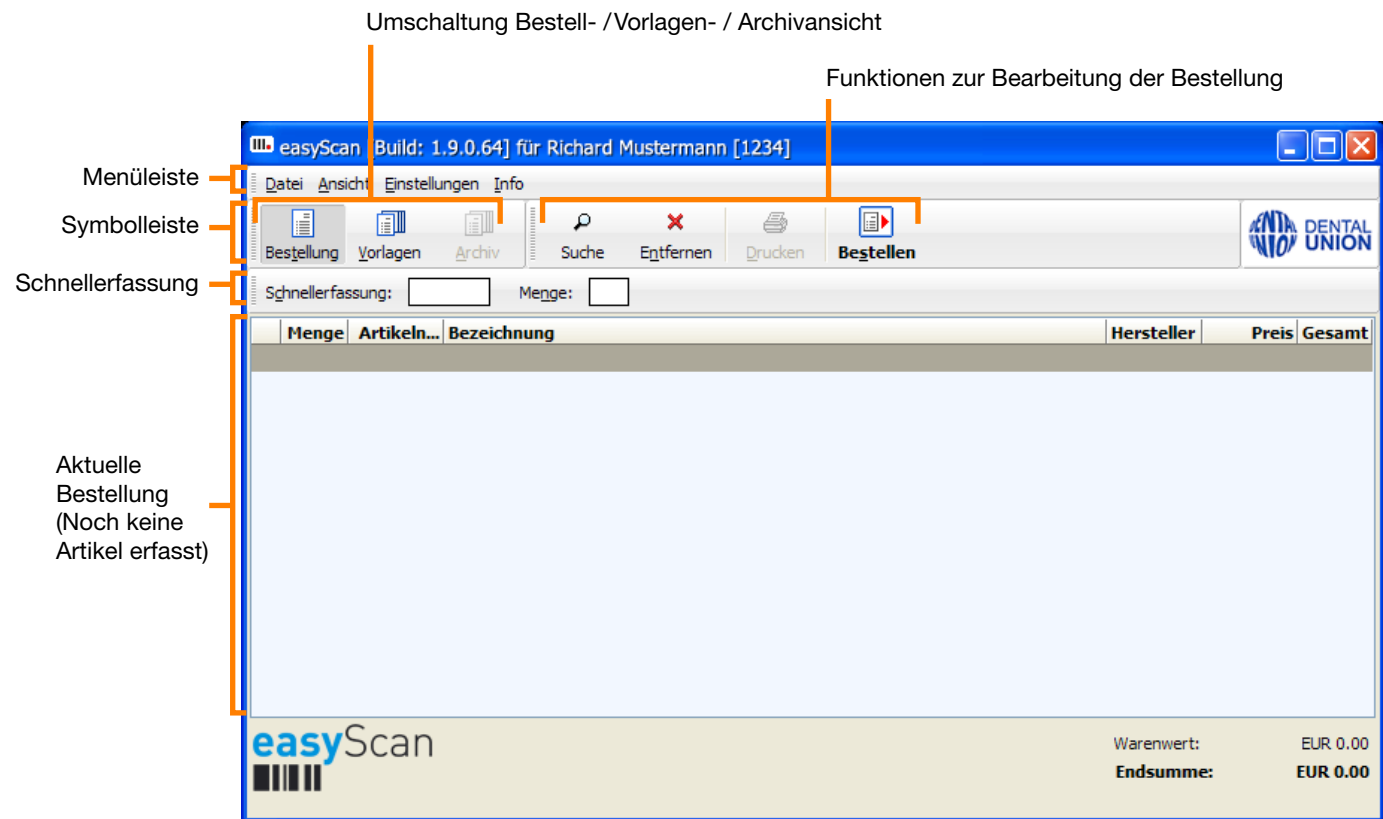 Umschaltung Bestell- /Vorlagen- / Archivansicht
Funktionen zur Bearbeitung der Bestellung
easyScan [Build: 1.9.0.64] für Richard Mustermann [1234]
Menüleiste
Datei Ansicht Einstellungen Info
Symbolleiste
Bestellung Vorlagen Archiv Suche Entfernen Drucken Bestellen
DENTAL UNION DENTAL
UNION
Schnellerfassung
Schnellerfassung: Menge:
Menge Artikeln... Bezeichnung Hersteller Preis Gesamt
Aktuelle
Bestellung
(Noch keine
Artikel erfasst)
easyScan
Warenwert: EUR 0.00
Endsumme: EUR 0.00